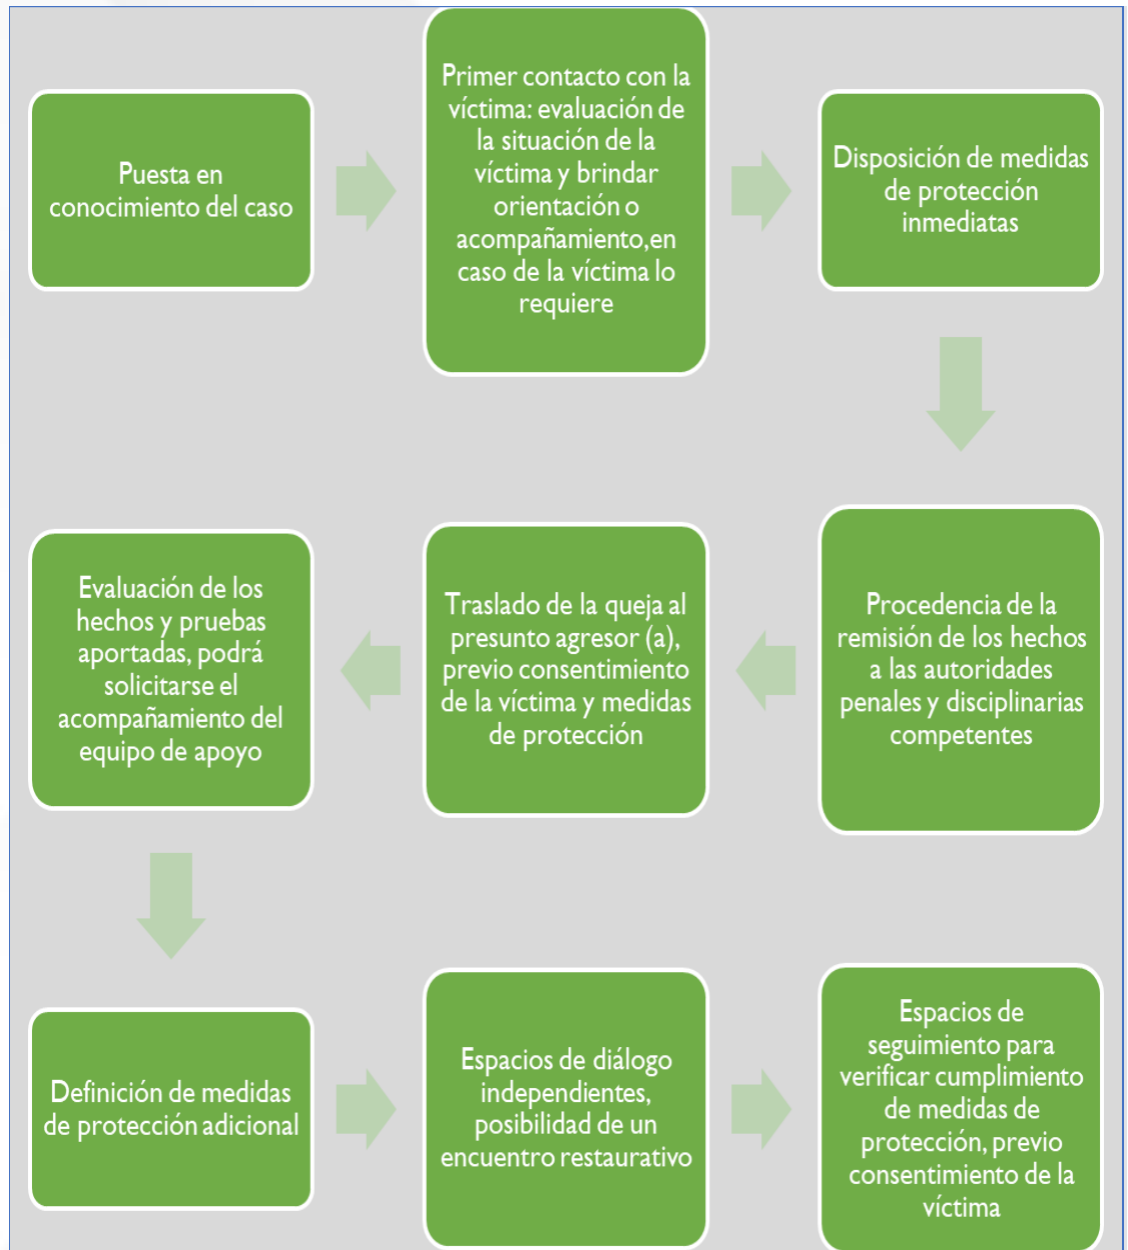 Puesta en
conocimiento del caso
Primer contacto con la
víctima: evaluación de
la situación de la
víctima y brindar
orientación o
acompañamiento,en
caso de la víctima lo
requiere
Disposición de medidas
de protección
inmediatas
Procedencia de la
remisión de los hechos
a las autoridades
penales y disciplinarias
competentes
Traslado de la queja al
presunto agresor (a),
previo consentimiento
de la víctima y medidas
de protección
Evaluación de los
hechos y pruebas
aportadas, podrá
solicitarse el
acompañamiento del
equipo de apoyo
Definición de medidas
de protección adicional
Espacios de diálogo
independientes,
posibilidad de un
encuentro restaurativo
Espacios de
seguimiento para
verificar cumplimiento
de medidas de
protección, previo
consentimiento de la
víctima